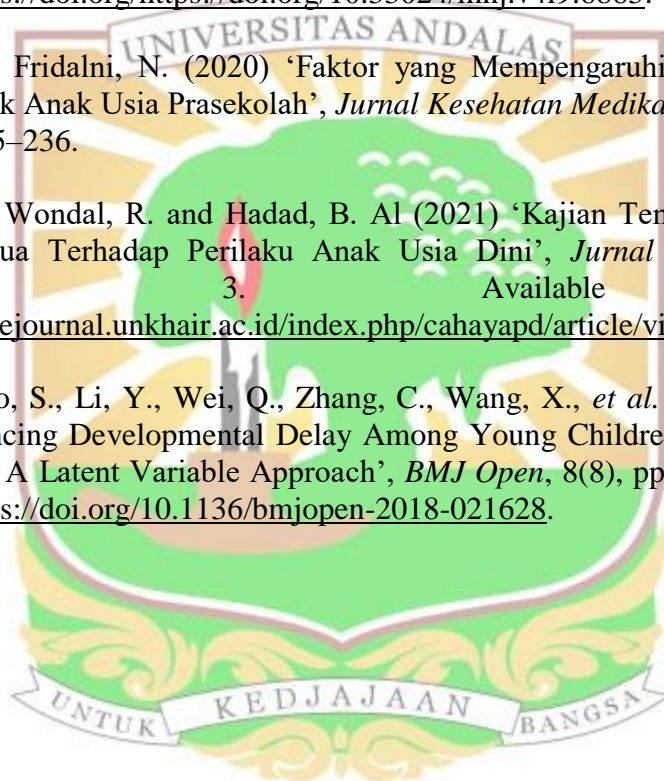 UNIVERSITAS ANDALAS
Fridalni, N. (2020) ‘Faktor yang Mempengaruhi
k Anak Usia Prasekolah’, Jurnal Kesehatan Medika
5–236.
Wondal, R. and Hadad, B. Al (2021) ‘Kajian Ten
ua Terhadap Perilaku Anak Usia Dini’, Jurnal
3. Available
ejournal.unkhair.ac.id/index.php/cahayapd/article/vi
o, S., Li, Y., Wei, Q., Zhang, C., Wang, X., et al.
ncing Developmental Delay Among Young Childre
A Latent Variable Approach’, BMJ Open, 8(8), pp
s://doi.org/10.1136/bmjopen-2018-021628.
UNTUK KEDJAJAAN BANGSA